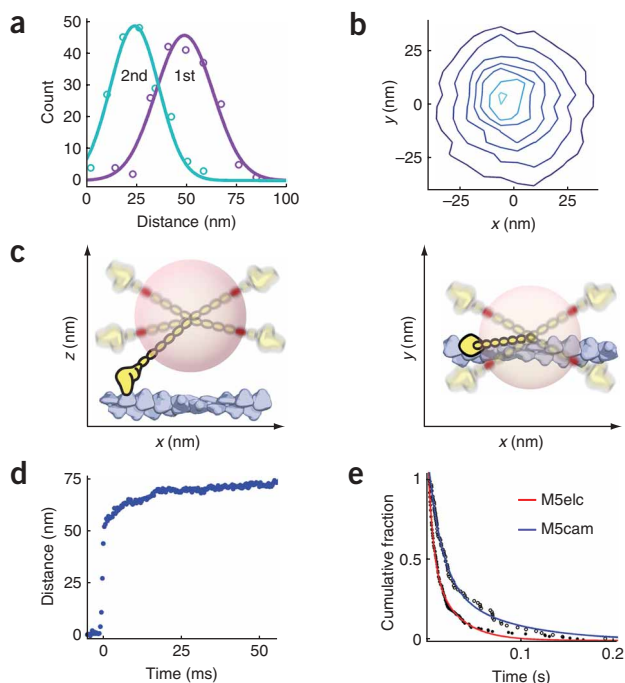 a
50
40
30
20
10
0
Count
2nd
1st
0 25 50 75 100
Distance (nm)
b
25
0
−25
y (nm)
−25 0 25
x (nm)
c
z (nm)
x (nm)
y (nm)
x (nm)
d
75
50
25
0
Distance (nm)
0 25 50
Time (ms)
e
1
0.5
0
Cumulative fraction
M5elc
M5cam
0.1 0.2
Time (s)